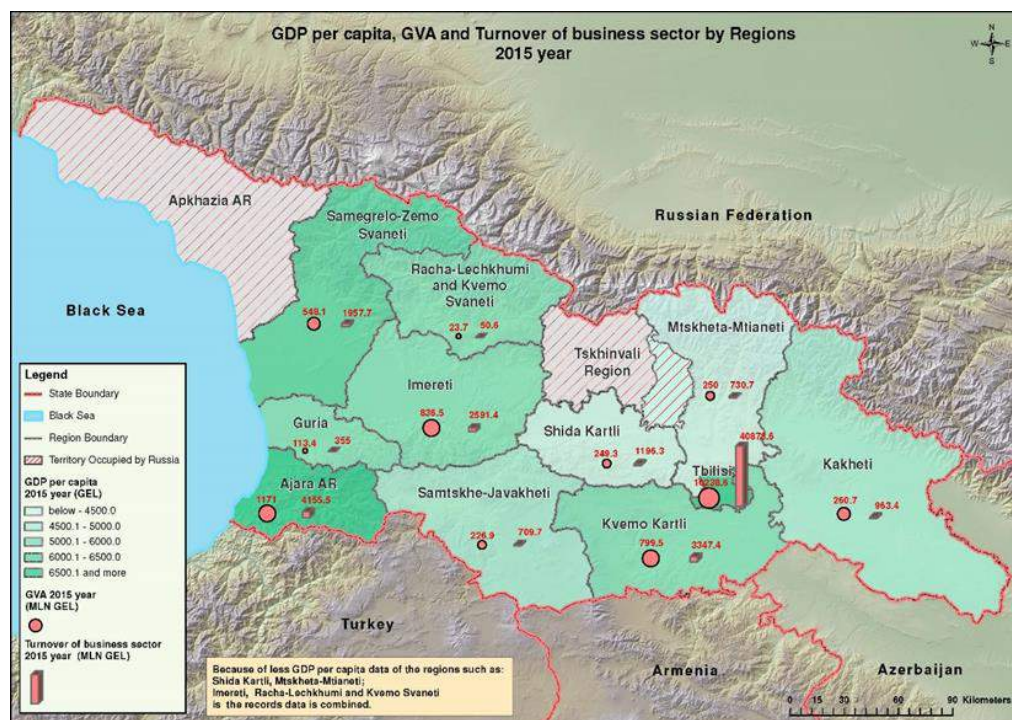 GDP per capita, GVA and Turnover of business sector by Regions
2015 year
N
W
E
S
Apkhazia AR
Samegrelo-Zemo
Svaneti
Russian Federation
Racha-Lechkhumi
and Kvemo
Svaneti
Black Sea
Mtskheta-Mtianeti
548.1
1957.7
23.7
50.6
Tskhinvali
Region
Imereti
250
730.7
836.5
2591.4
Guria
113.4
355
Shida Kartli
249.3
1196.3
40873.5
Tbilisi
Kakheti
Ajara AR
1171
4155.5
Samtskhe-Javakheti
260.7
963.4
Kvemo Kartli
226.9
709.7
799.5
3347.4
Turkey
Armenia
Azerbaijan
Legend
State Boundary
Black Sea
Region Boundary
Territory Occupied by Russia
GDP per capita
2015 year (GEL)
below - 4500.0
4500.1 - 5000.0
5000.1 - 6000.0
6000.1 - 6500.0
6500.1 and more
GVA 2015 year
(MLN GEL)
Turnover of business sector
2015 year (MLN GEL)
Because of less GDP per capita data of the regions such as:
Shida Kartli, Mtskheta-Mtianeti;
Imereti, Racha-Lechkhumi and Kvemo Svaneti
is the records data is combined.
0 15 30 60 90 Kilometers